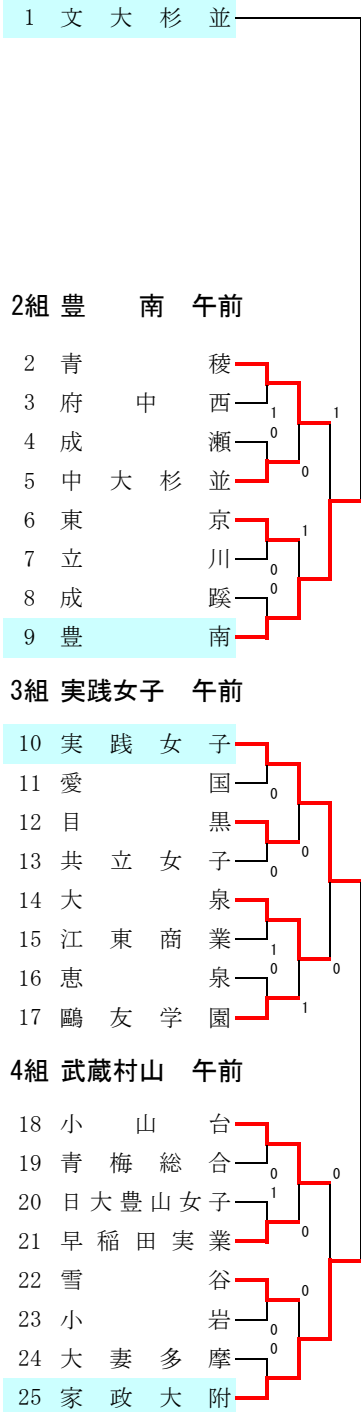 1 文大杉並
2組 豊南 午前
2 青稜
3 府中西
1
1
4 成瀬
0
0
5 中大杉並
6 東京
1
7 立川
0
8 成蹊
0
9 豊南
3組 実践女子 午前
10 実践女子
11 愛国
0
12 目黒
0
13 共立女子
0
14 大泉
15 江東商業
1
16 恵泉
0
0
17 鷗友学園
1
4組 武蔵村山 午前
18 小山台
19 青梅総合
0
0
20 日大豊山女子
1
21 早稲田実業
0
22 雪谷
0
23 小岩
0
24 大妻多摩
0
25 家政大附